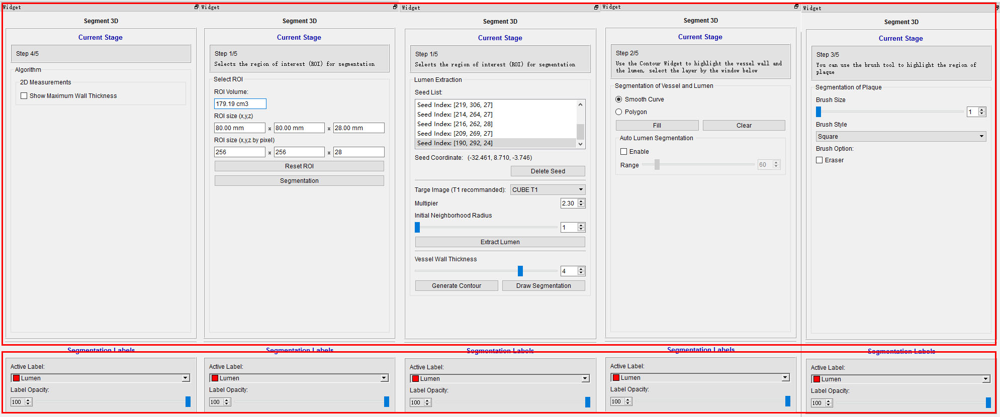 Widget
Segment 3D
Current Stage
Step 4/5
Algorithm
2D Measurements
Show Maximum Wall Thickness
Segmentation Labels
Active Label:
Lumen
Label Opacity:
100
Widget
Segment 3D
Current Stage
Step 1/5
Selects the region of interest (ROI) for segmentation
Select ROI
ROI Volume:
179.19 cm3
ROI size (x,y,z)
80.00 mm x 80.00 mm x 28.00 mm
ROI size (x,y,z by pixel)
256 x 256 x 28
Reset ROI
Segmentation
Segmentation Labels
Active Label:
Lumen
Label Opacity:
100
Widget
Segment 3D
Current Stage
Step 1/5
Selects the region of interest (ROI) for segmentation
Lumen Extraction
Seed List:
Seed Index: [219, 306, 27]
Seed Index: [214, 264, 27]
Seed Index: [216, 262, 28]
Seed Index: [209, 269, 27]
Seed Index: [190, 292, 24]
Seed Coordinate: (-32.461, 8.710, -3.746)
Delete Seed
Targe Image (T1 recommanded): CUBE T1
Multipier 2.30
Initial Neighborhood Radius
1
Extract Lumen
Vessel Wall Thickness
4
Generate Contour Draw Segmentation
Segmentation Labels
Active Label:
Lumen
Label Opacity:
100
Widget
Segment 3D
Current Stage
Step 2/5
Use the Contour Widget to highlight the vessel wall and
the lumen, select the layer by the window below
Segmentation of Vessel and Lumen
Smooth Curve
Polygon
Fill Clear
Auto Lumen Segmentation
Enable
Range 60
Segmentation Labels
Active Label:
Lumen
Label Opacity:
100
Widget
Segment 3D
Current Stage
Step 3/5
You can use the brush tool to highlight the region of
plaque
Segmentation of Plaque
Brush Size
1
Brush Style
Square
Brush Option:
Eraser
Segmentation Labels
Active Label:
Lumen
Label Opacity:
100